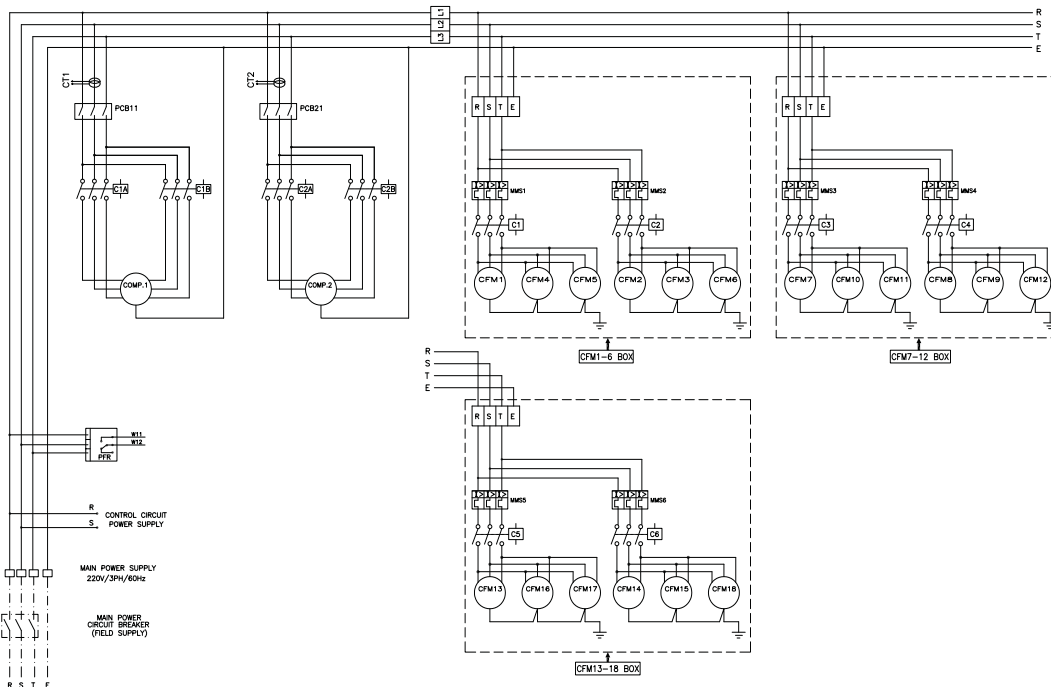 L1
L2
L3
R
S
T
E
CT1
CT2
PCB11
PCB21
R S T E
R S T E
C1A
C1B
C2A
C2B
MMS1
MMS2
MMS3
MMS4
C1
C2
C3
C4
COMP.1
COMP.2
CFM1
CFM4
CFM5
CFM2
CFM3
CFM6
CFM7
CFM10
CFM11
CFM8
CFM9
CFM12
CFM1-6 BOX
CFM7-12 BOX
R
S
T
E
R S T E
W11
W12
PFR
MMS5
MMS6
R
S
CONTROL CIRCUIT
POWER SUPPLY
C5
C6
MAIN POWER SUPPLY
220V/3PH/60Hz
CFM13
CFM16
CFM17
CFM14
CFM15
CFM18
MAIN POWER
CIRCUIT BREAKER
(FIELD SUPPLY)
CFM13-18 BOX
R S T E